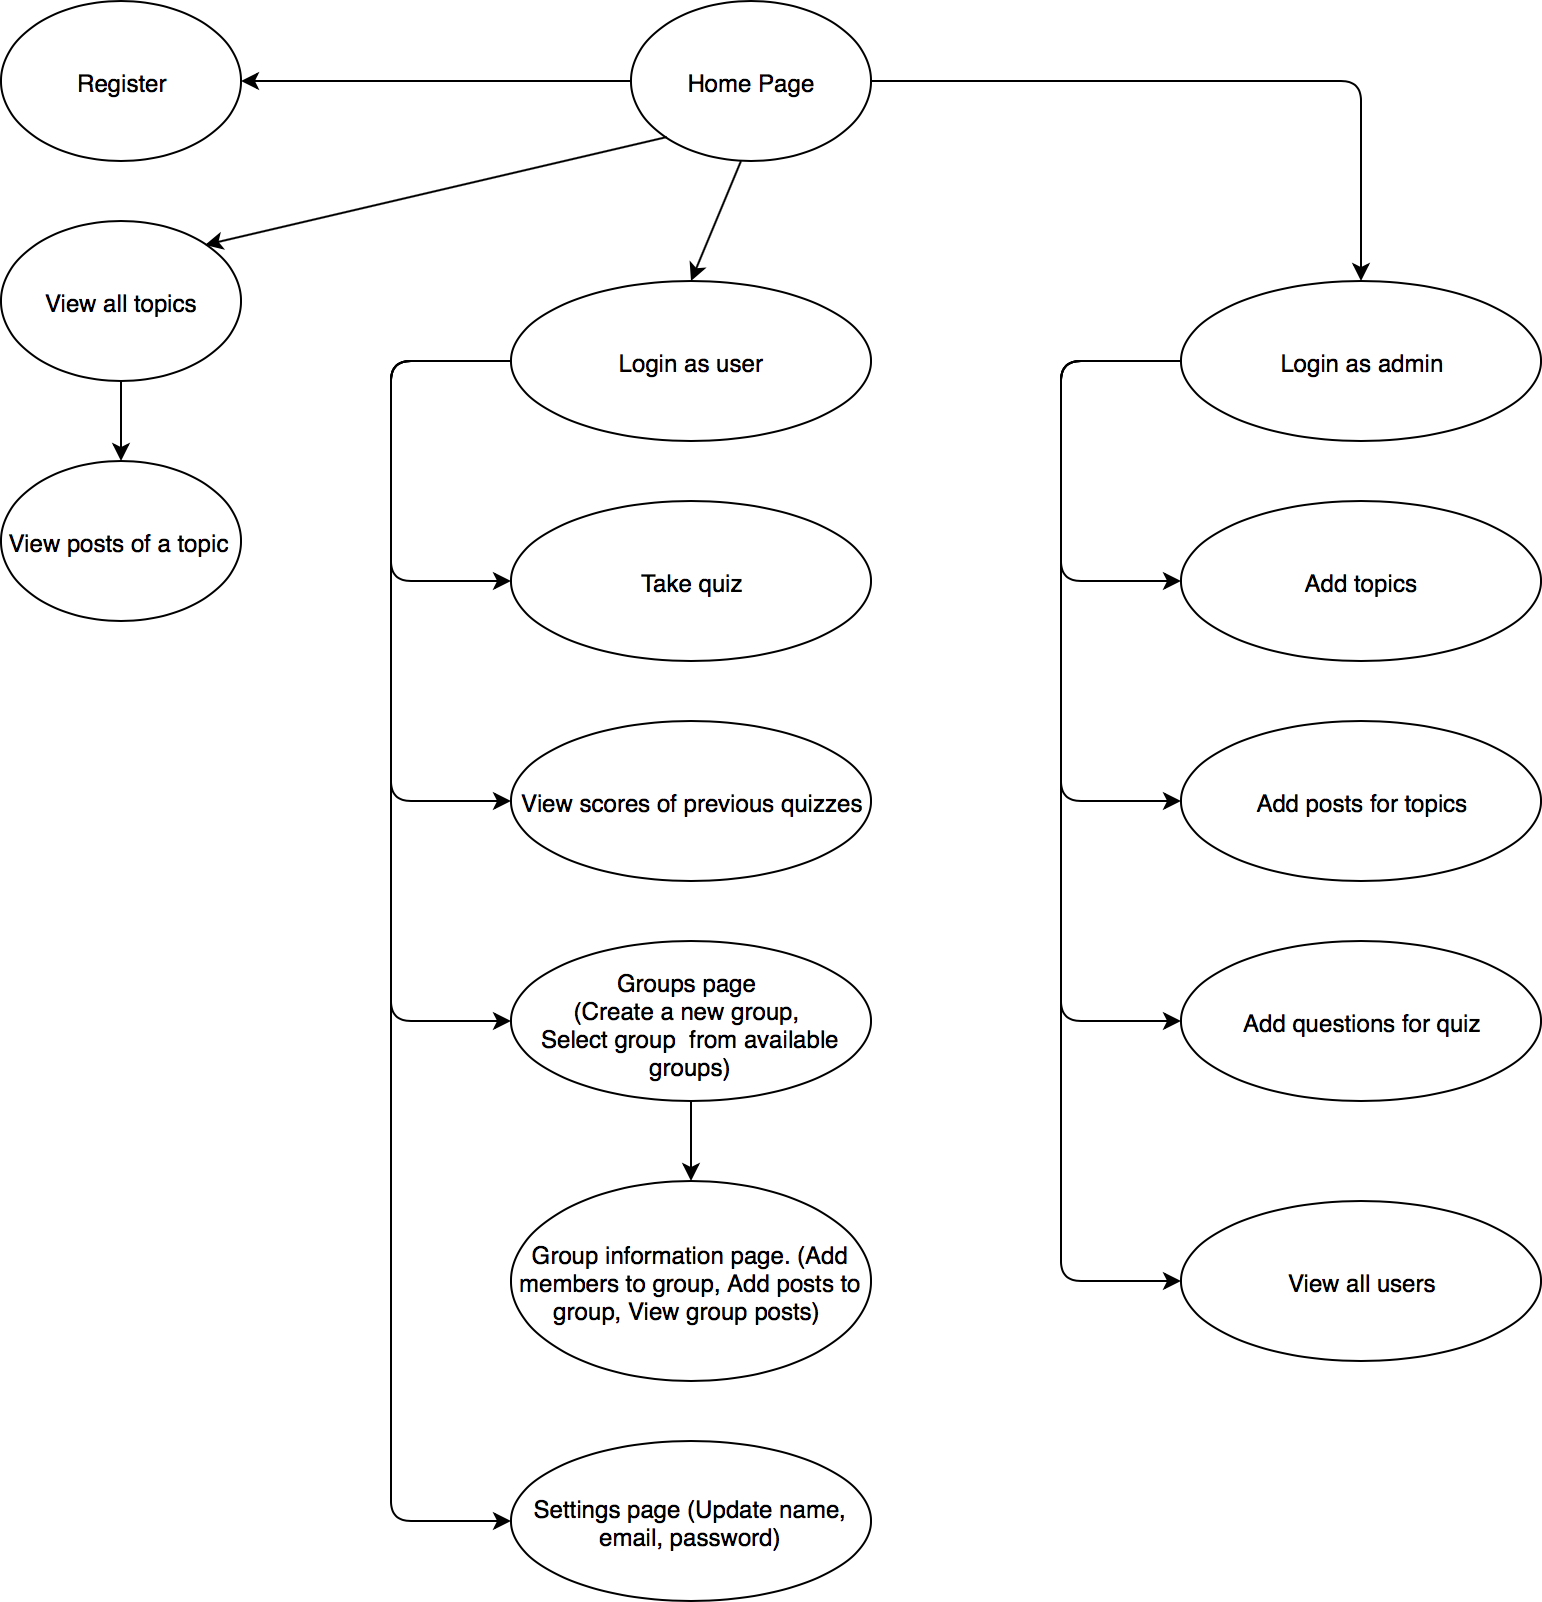 Register
Home Page
View all topics
View posts of a topic
Login as user
Take quiz
View scores of previous quizzes
Groups page
(Create a new group,
Select group  from available
groups)
Group information page. (Add
members to group, Add posts to
group, View group posts)
Settings page (Update name,
email, password)
Login as admin
Add topics
Add posts for topics
Add questions for quiz
View all users